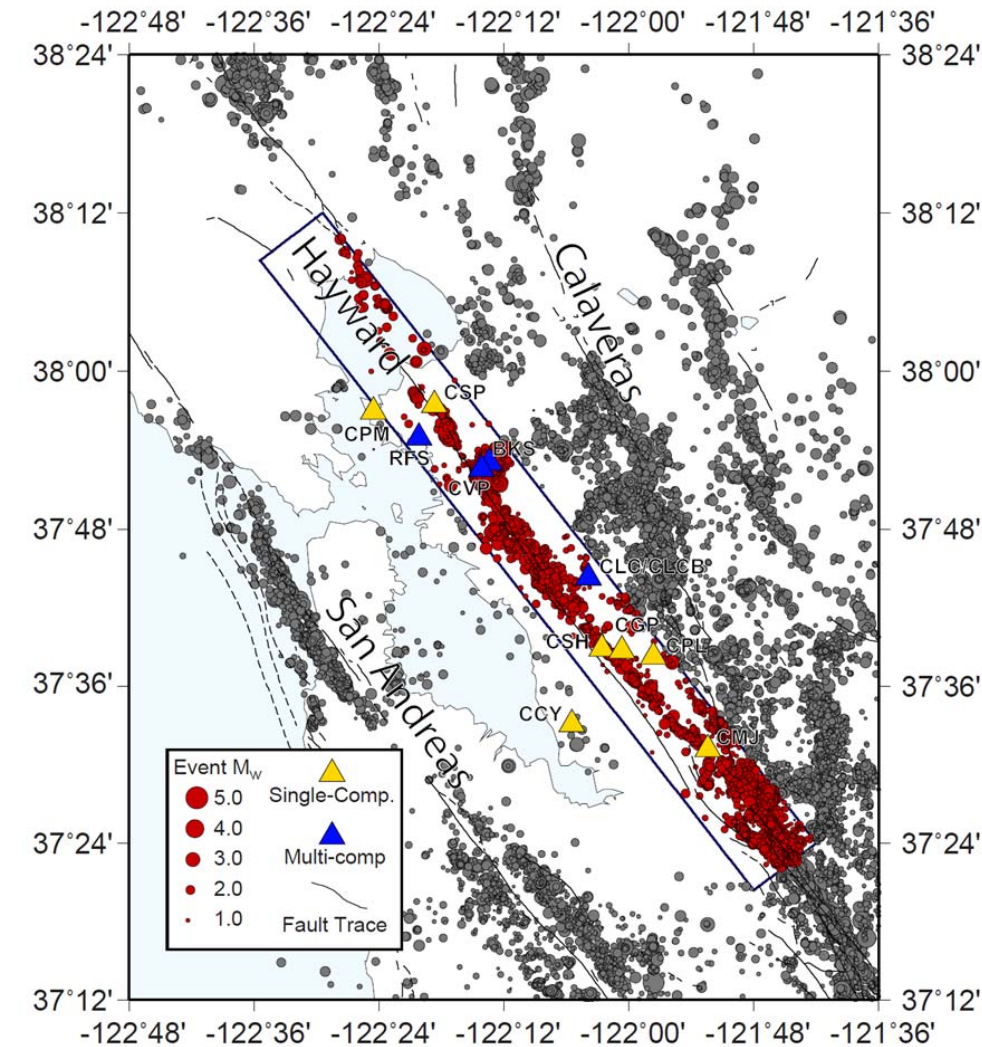 -122°48' -122°36' -122°24' -122°12' -122°00' -121°48' -121°36'
38°24' 38°24'
38°12' 38°12'
Hayward
Calaveras
38°00' 38°00'
CSP
CPM
RFS
BKS
CVP
37°48' 37°48'
CLC/CLCB
CGP
CSH
CPL
San Andreas
37°36' 37°36'
CCY
CMJ
Event Mw
5.0
4.0
3.0
2.0
1.0
Single-Comp.
Multi-comp
Fault Trace
37°24' 37°24'
37°12' 37°12'
-122°48' -122°36' -122°24' -122°12' -122°00' -121°48' -121°36'